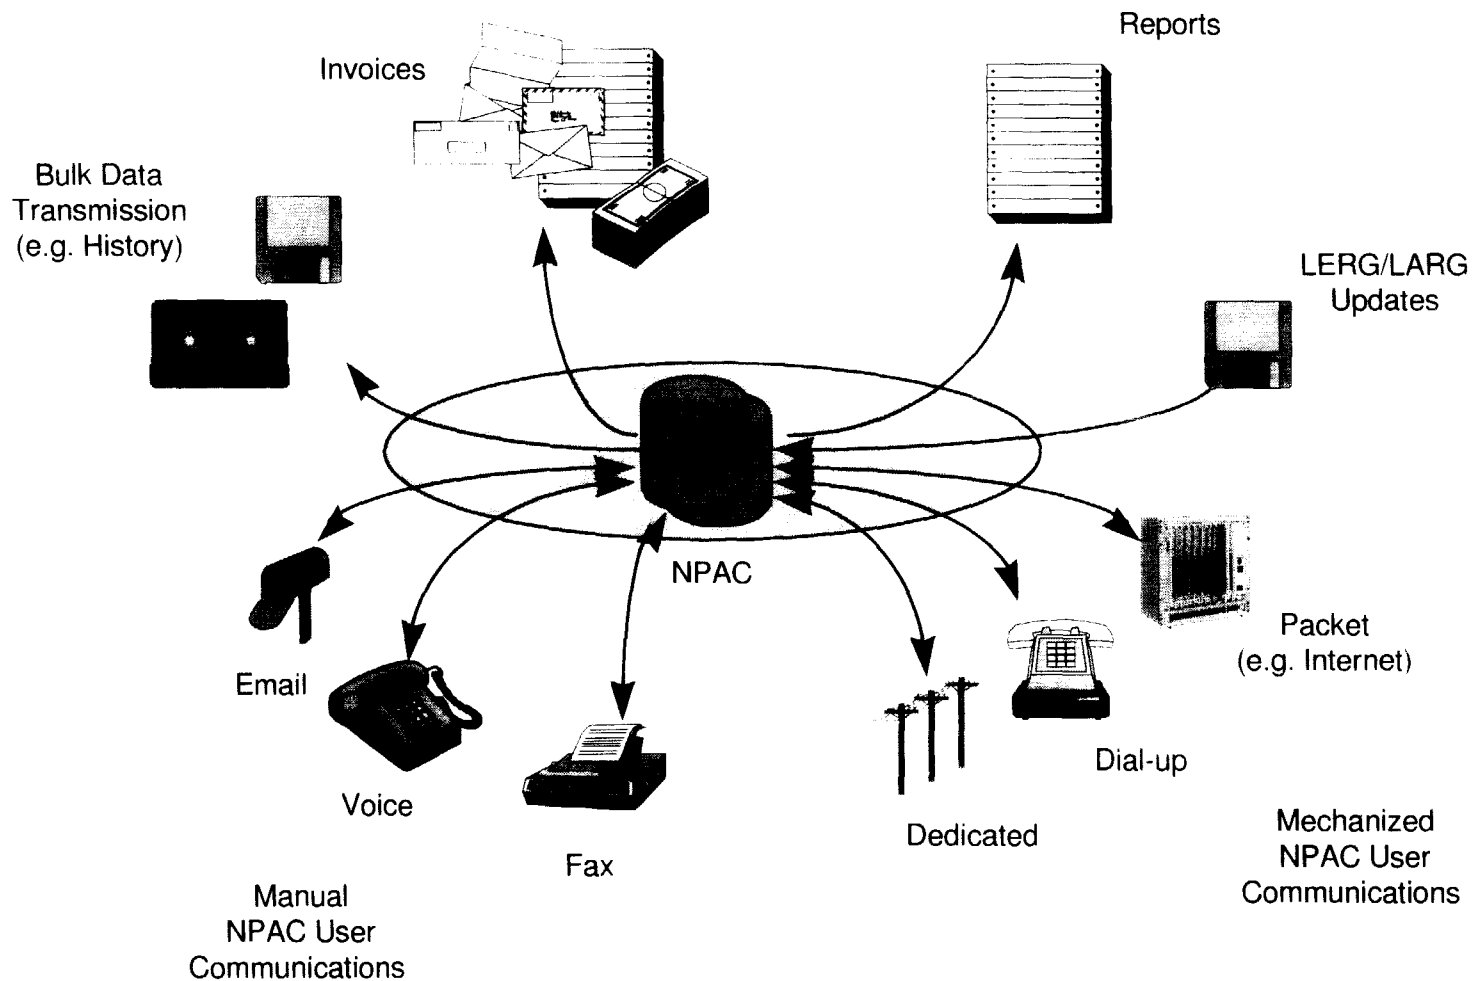 Reports
Invoices
Bulk Data
Transmission
(e.g. History)
LERG/LARG
Updates
NPAC
Packet
(e.g. Internet)
Email
Dial-up
Voice
Dedicated
Fax
Mechanized
NPAC User
Communications
Manual
NPAC User
Communications